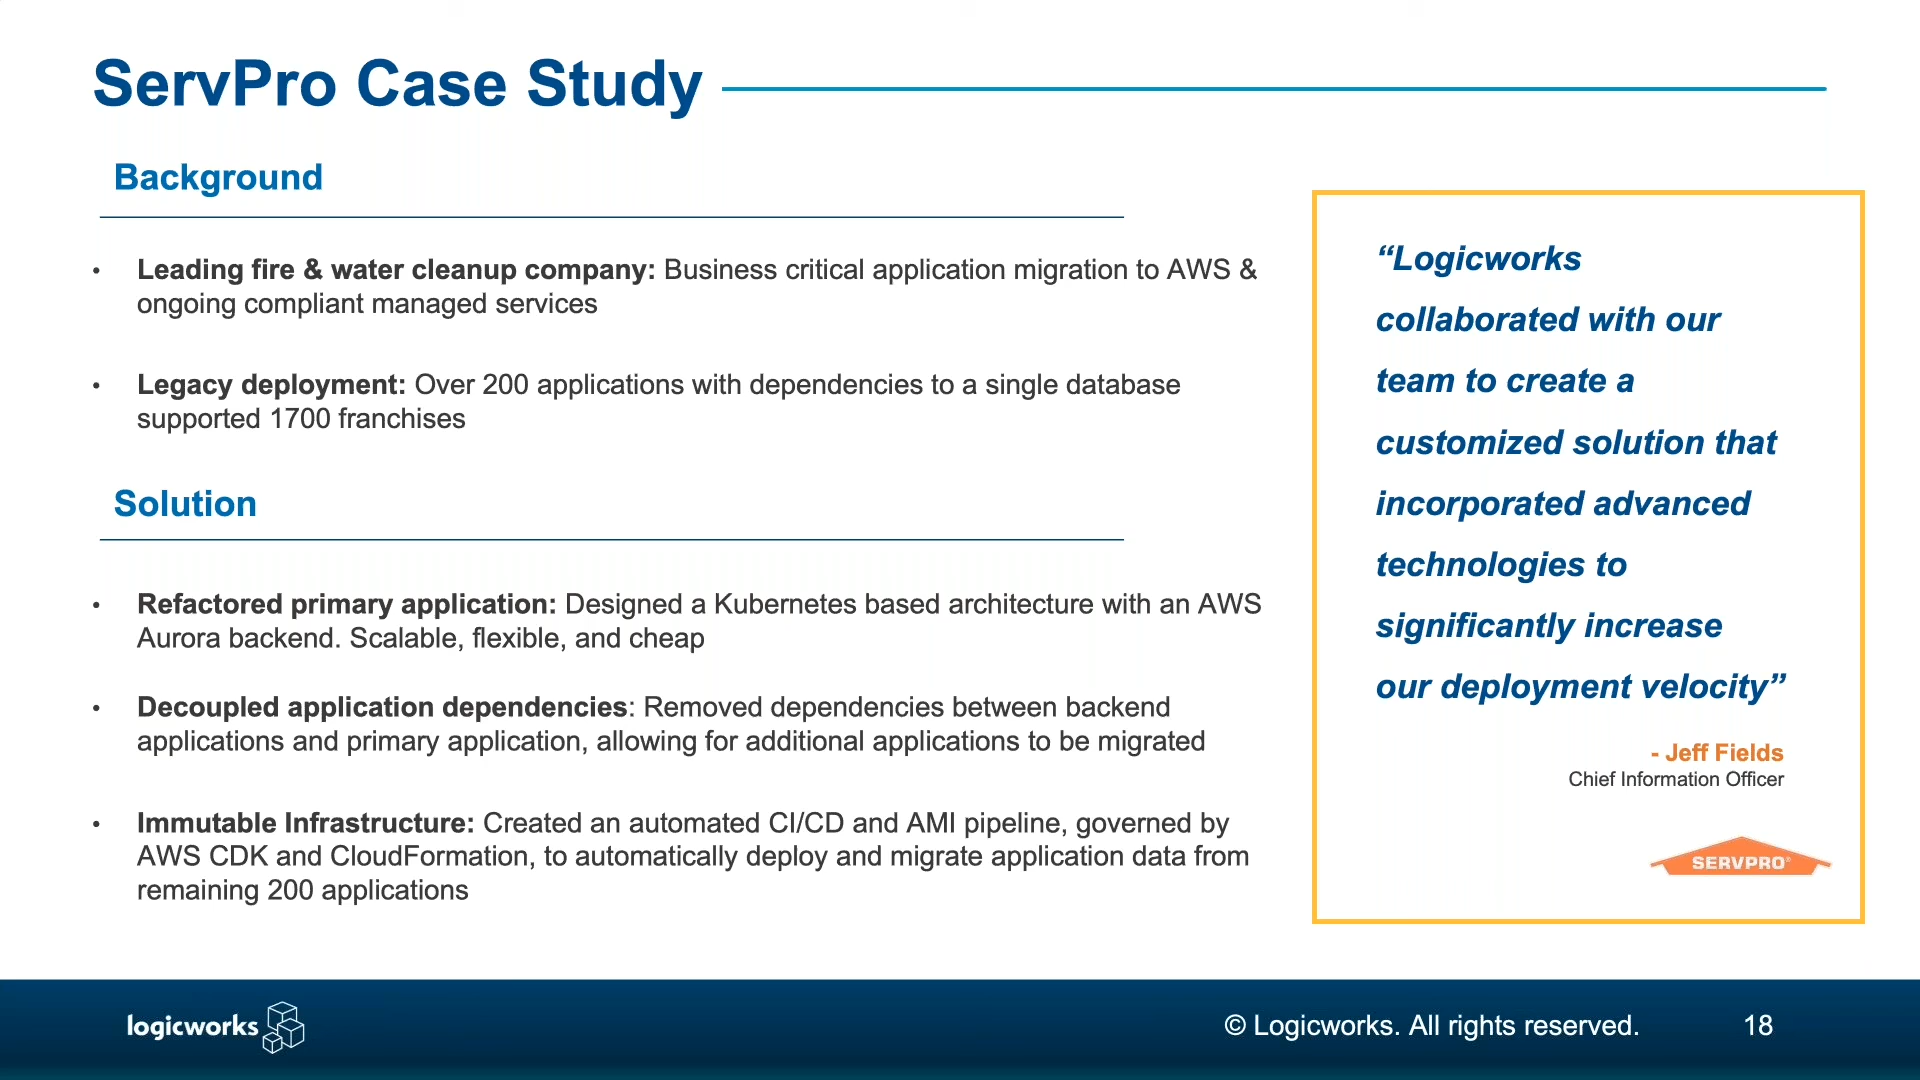 ServPro Case Study
Background
• Leading fire & water cleanup company: Business critical application migration to AWS &
ongoing compliant managed services
• Legacy deployment: Over 200 applications with dependencies to a single database
supported 1700 franchises
Solution
• Refactored primary application: Designed a Kubernetes based architecture with an AWS
Aurora backend. Scalable, flexible, and cheap
• Decoupled application dependencies: Removed dependencies between backend
applications and primary application, allowing for additional applications to be migrated
• Immutable Infrastructure: Created an automated CI/CD and AMI pipeline, governed by
AWS CDK and CloudFormation, to automatically deploy and migrate application data from
remaining 200 applications
“Logicworks
collaborated with our
team to create a
customized solution that
incorporated advanced
technologies to
significantly increase
our deployment velocity”
- Jeff Fields
Chief Information Officer
SERVPRO®
logicworks
© Logicworks. All rights reserved.
18